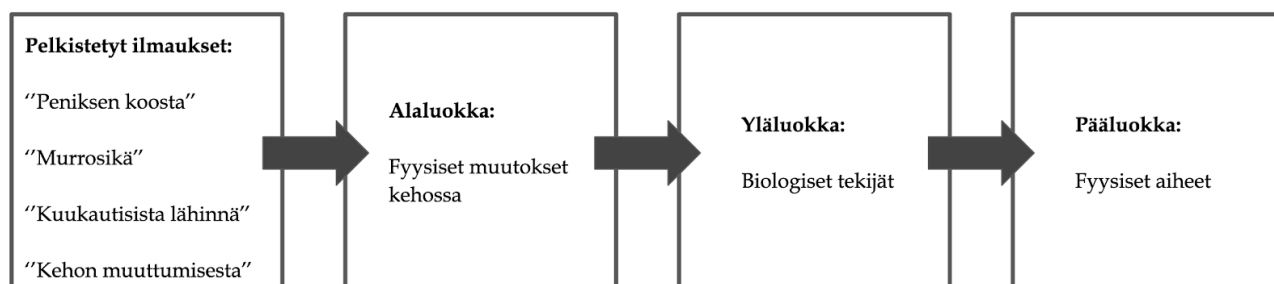 Pelkistetyt ilmaukset:
″Peniksen koosta”
″Murrosikä”
″Kuukautisista lähinnä”
″Kehon muuttumisesta”
Alaluokka:
Fyysiset muutokset
kehossa
Yläluokka:
Biologiset tekijät
Pääluokka:
Fyysiset aiheet